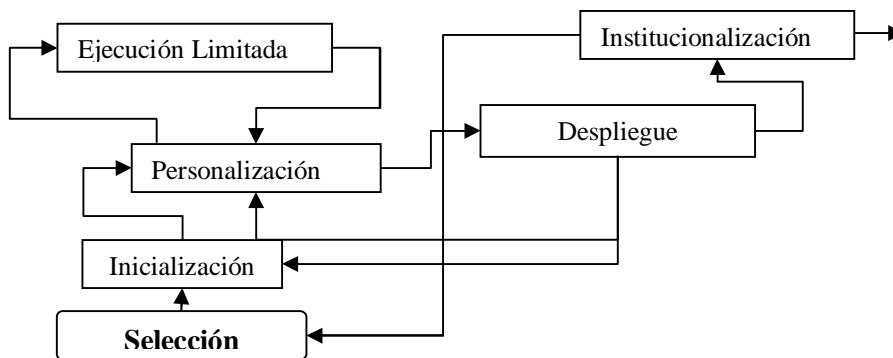 Ejecución Limitada
Institucionalización
Despliegue
Personalización
Inicialización
Selección